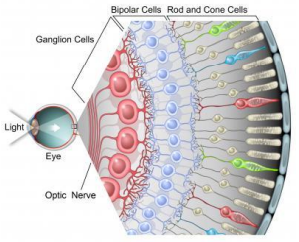 Bipolar Cells
Rod and Cone Cells
Ganglion Cells
Light
Eye
Optic Nerve